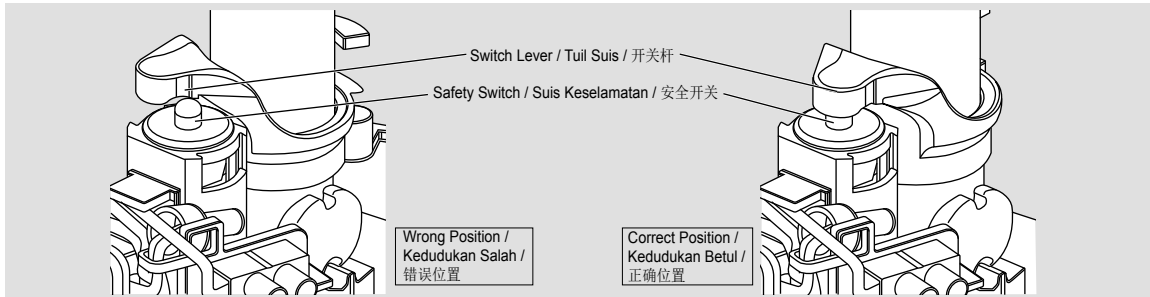 Switch Lever / Tuil Suis / 开关杆
Safety Switch / Suis Keselamatan / 安全开关
Wrong Position /
Kedudukan Salah /
错误位置
Correct Position /
Kedudukan Betul /
正确位置